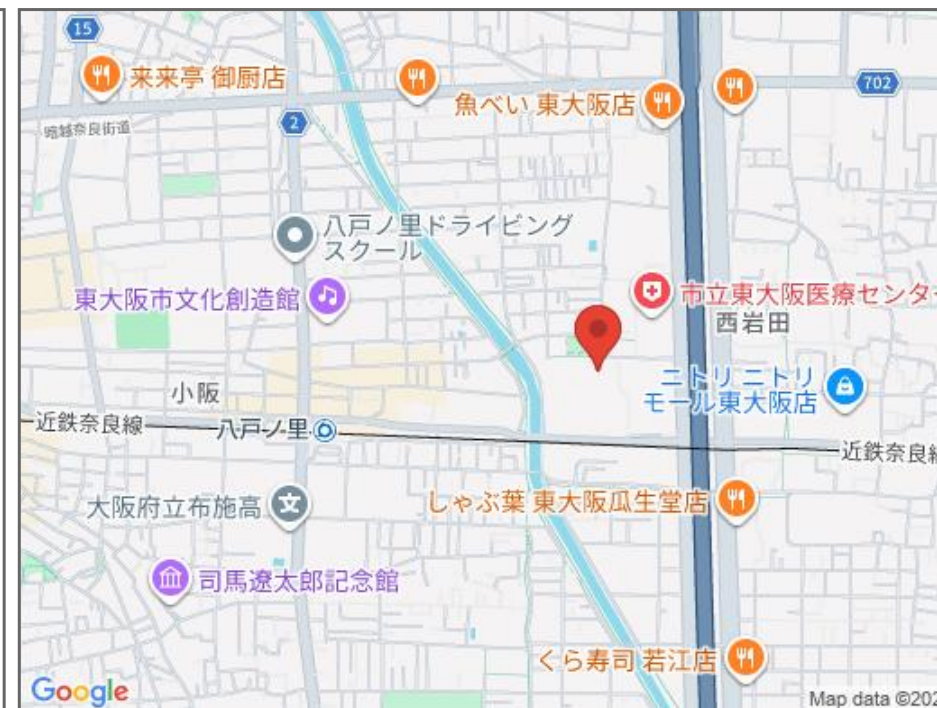 15
来来亭 御厨店
魚べい 東大阪店
702
暗越奈良街道
2
八戸ノ里ドライビング
スクール
東大阪市文化創造館
市立東大阪医療センター
西岩田
ニトリ ニトリ
モール東大阪店
小阪
近鉄奈良線
八戸ノ里
近鉄奈良線
大阪府立布施高
しゃぶ葉 東大阪瓜生堂店
司馬遼太郎記念館
くら寿司 若江店
Google
Map data ©202